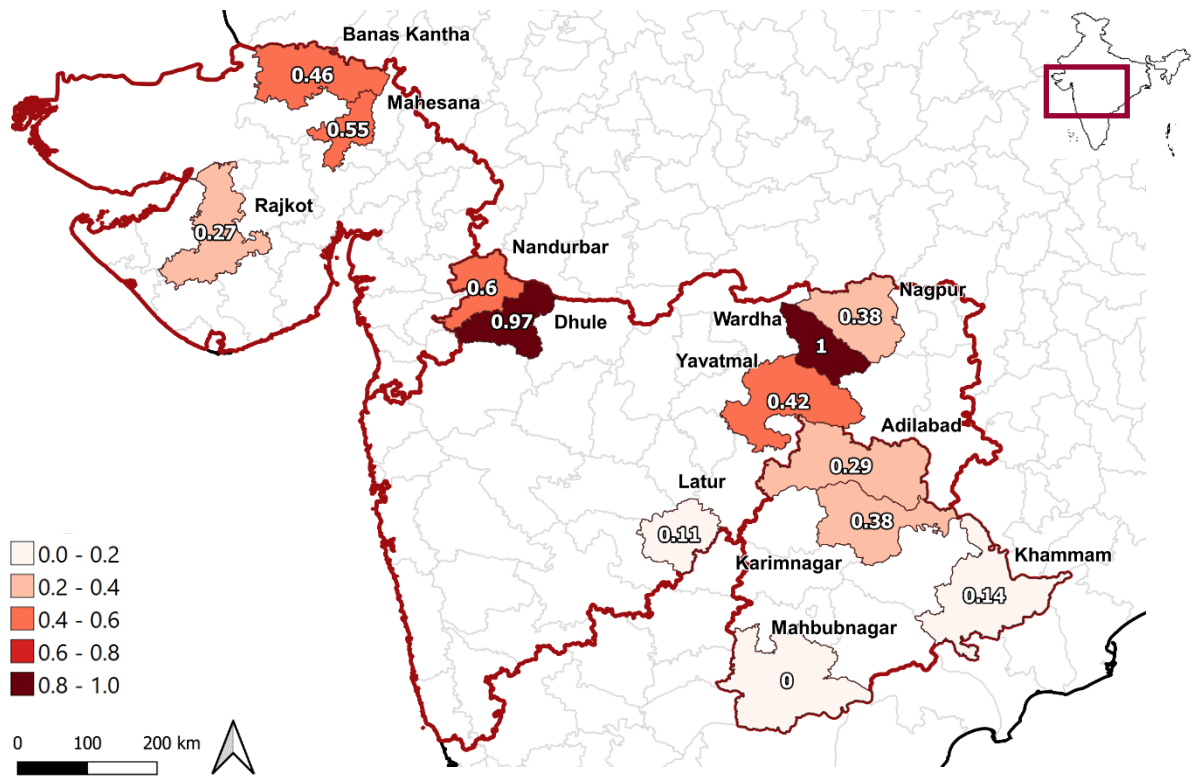 Banas Kantha
0.46
Mahesana
0.55
Rajkot
0.27
Nandurbar
0.6
0.97
Dhule
Nagpur
0.38
Wardha
1
Yavatmal
0.42
Adilabad
0.29
Latur
0.11
0.38
Karimnagar
Khammam
0.14
Mahbubnagar
0
0.0 - 0.2
0.2 - 0.4
0.4 - 0.6
0.6 - 0.8
0.8 - 1.0
0 100 200 km